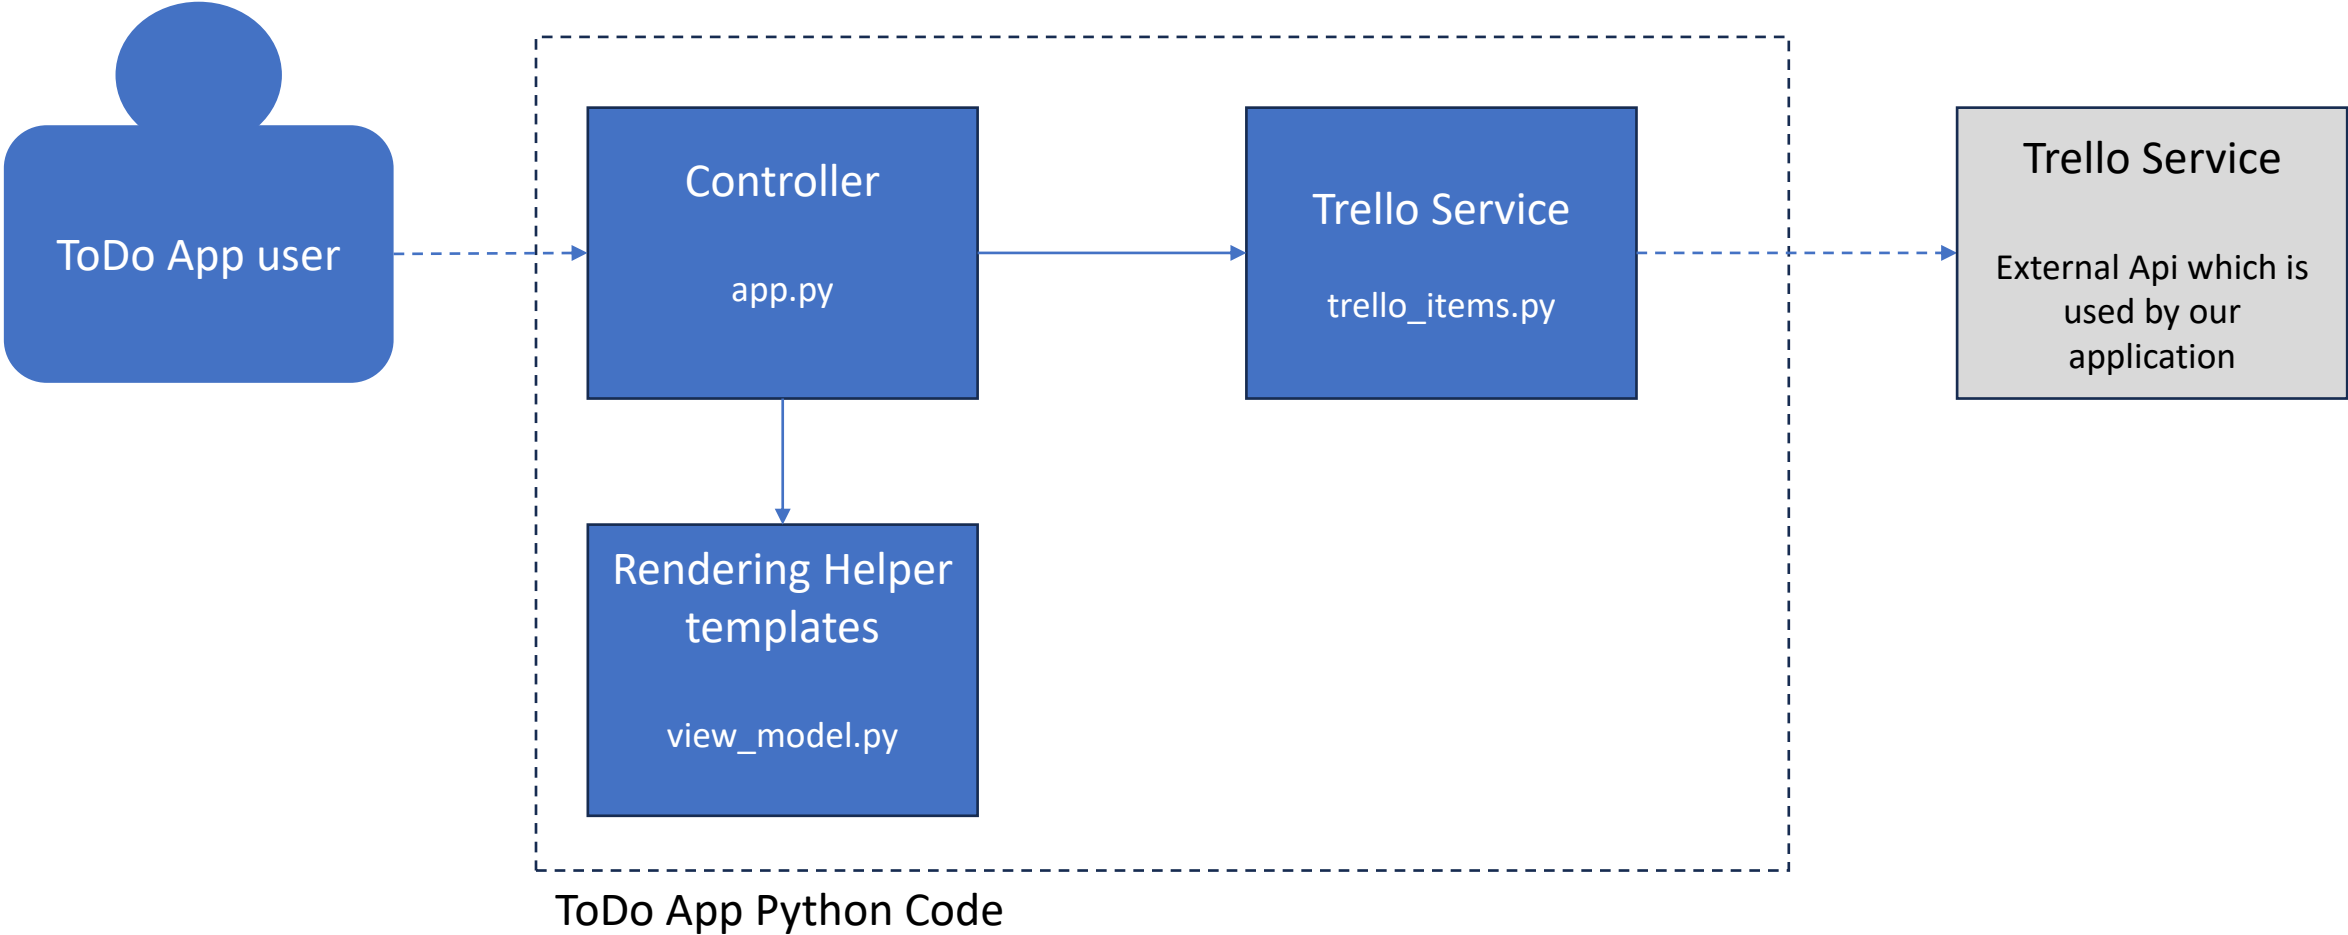 ToDo App user
Controller
app.py
Trello Service
trello_items.py
Trello Service
External Api which is
used by our
application
Rendering Helper
templates
view_model.py
ToDo App Python Code